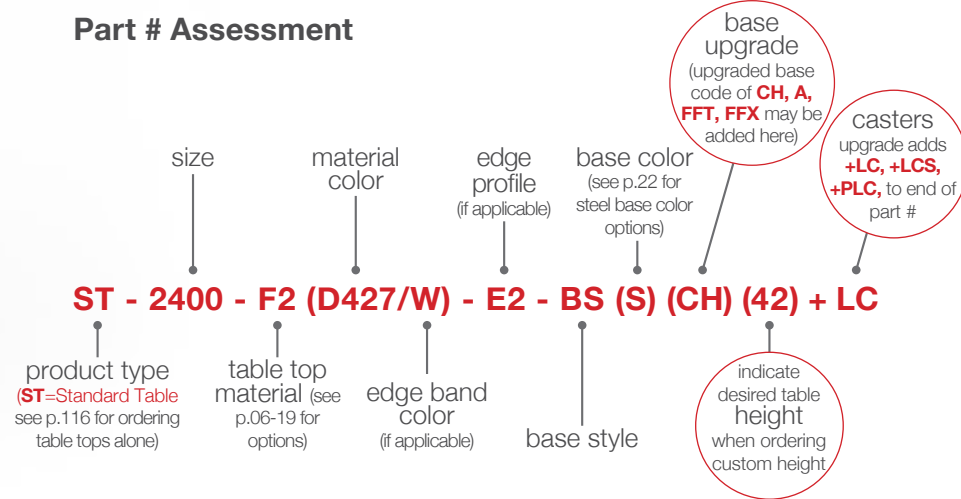 Part # Assessment
base
upgrade
(upgraded base
code of CH, A,
FFT, FFX may be
added here)
casters
upgrade adds
+LC, +LCS,
+PLC, to end of
part #
size
material
color
edge
profile
(if applicable)
base color
(see p.22 for
steel base color
options)
ST - 2400 - F2 (D427/W) - E2 - BS (S) (CH) (42) + LC
product type
(ST=Standard Table
see p.116 for ordering
table tops alone)
table top
material (see
p.06-19 for
options)
edge band
color
(if applicable)
base style
indicate
desired table
height
when ordering
custom height